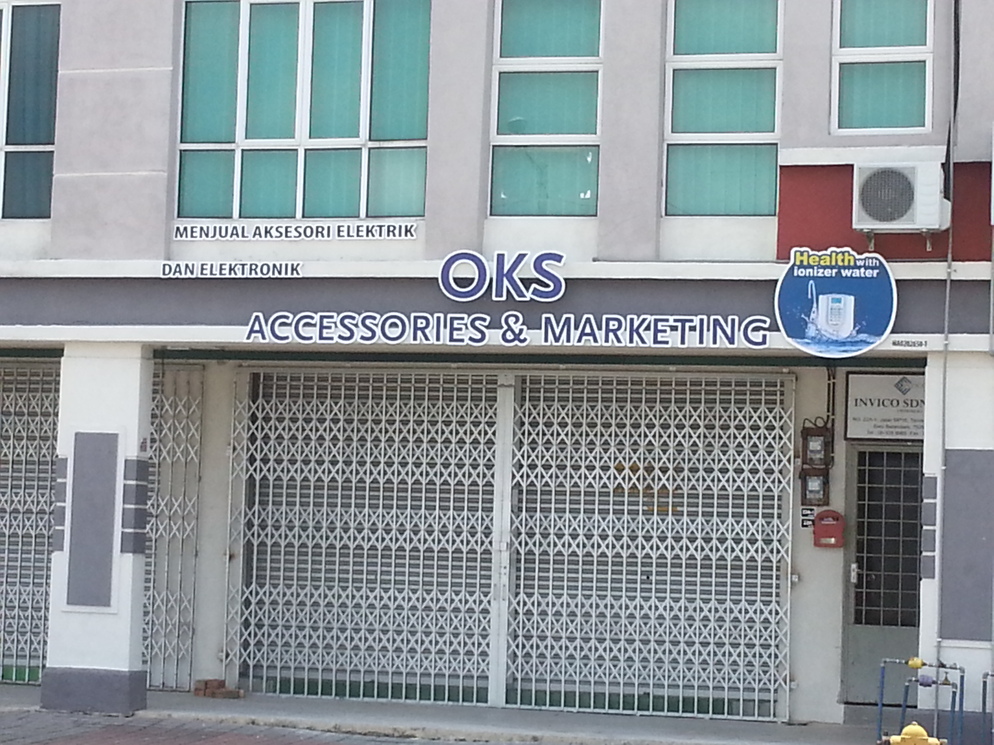 MENJUAL AKSESORI ELEKTRIK
DAN ELEKTRONIK
OKS
ACCESSORIES & MARKETING
Health with
ionizer water
INVICO SDN